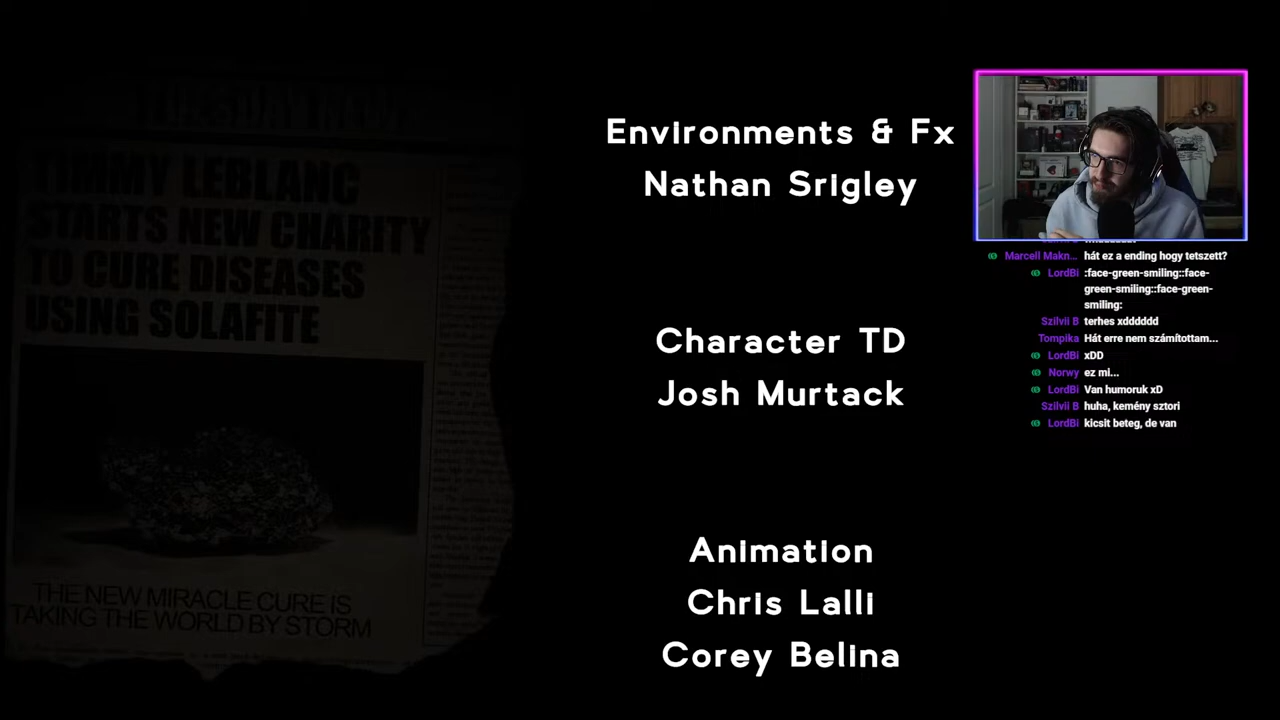 TIMMY LEBLANC
STARTS NEW CHARITY
TO CURE DISEASES
USING SOLAFITE
THE NEW MIRACLE CURE IS
TAKING THE WORLD BY STORM
Environments & Fx
Nathan Srigley
Character TD
Josh Murtack
Animation
Chris Lalli
Corey Belina
Marcell Makn... hát ez a ending hogy tetszett?
LordBi :face-green-smiling::face-
green-smiling::face-green-
smiling:
Szilvii B terhes xdddddd
Tompika Hát erre nem számítottam...
LordBi xDD
Norwy ez mi...
LordBi Van humoruk xD
Szilvii B huha, kemény sztori
LordBi kicsit beteg, de van